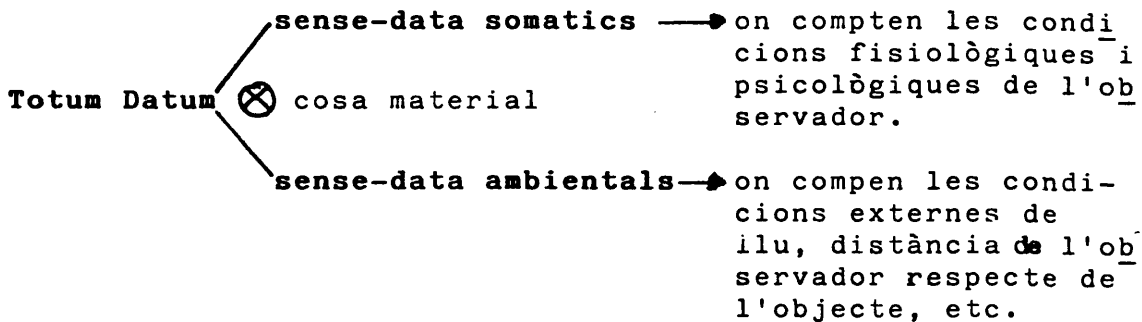 sense-data somatics → on compten les condi
cions fisiològiques i
psicològiques de l'ob
servador.
Totum Datum ⊗ cosa material
sense-data ambientals → on compen les condi-
cions externes de
ilu, distància de l'ob
servador respecte de
l'objecte, etc.